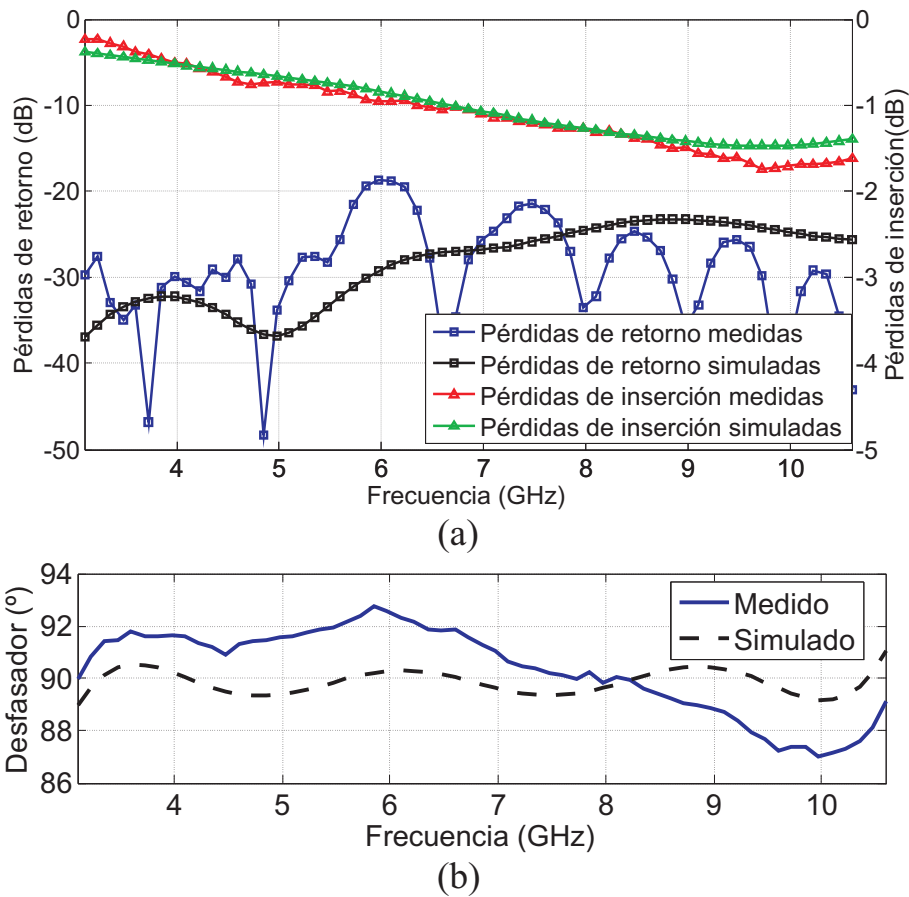 0
-10
-20
-30
-40
-50
Pérdidas de retorno (dB)
0
-1
-2
-3
-4
-5
Pérdidas de inserción(dB)
Pérdidas de retorno medidas
Pérdidas de retorno simuladas
Pérdidas de inserción medidas
Pérdidas de inserción simuladas
4 5 6 7 8 9 10
Frecuencia (GHz)
(a)
94
92
90
88
86
Desfasador (º)
Medido
Simulado
4 5 6 7 8 9 10
Frecuencia (GHz)
(b)